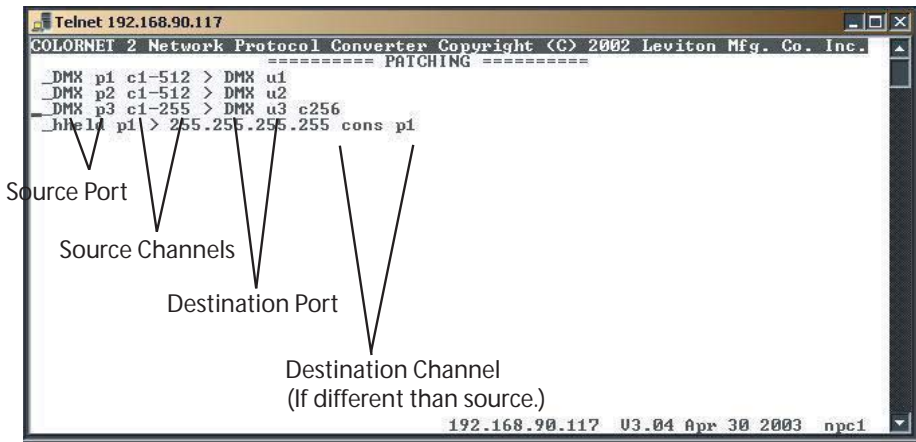 Telnet 192.168.90.117
COLORNET 2 Network Protocol Converter Copyright (C) 2002 Leviton Mfg. Co. Inc.
========== PATCHING ==========
_DMX p1 c1-512 > DMX u1
_DMX p2 c1-512 > DMX u2
_DMX p3 c1-255 > DMX u3 c256
_hheld p1 > 255.255.255.255 cons p1
Source Port
Source Channels
Destination Port
Destination Channel
(If different than source.)
192.168.90.117 V3.04 Apr 30 2003 npc1